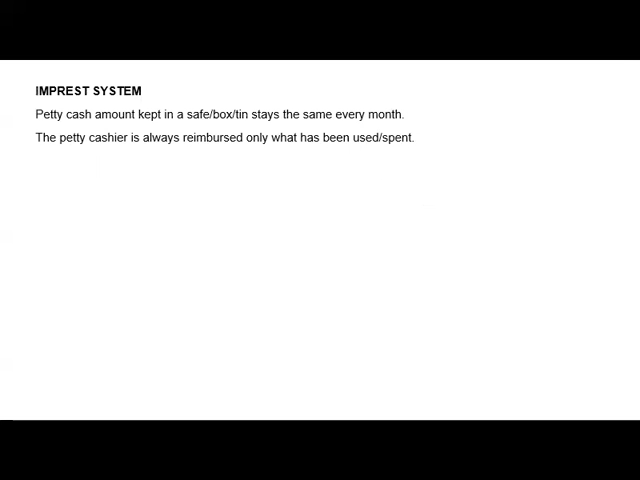 IMPREST SYSTEM
Petty cash amount kept in a safe/box/tin stays the same every month.
The petty cashier is always reimbursed only what has been used/spent.